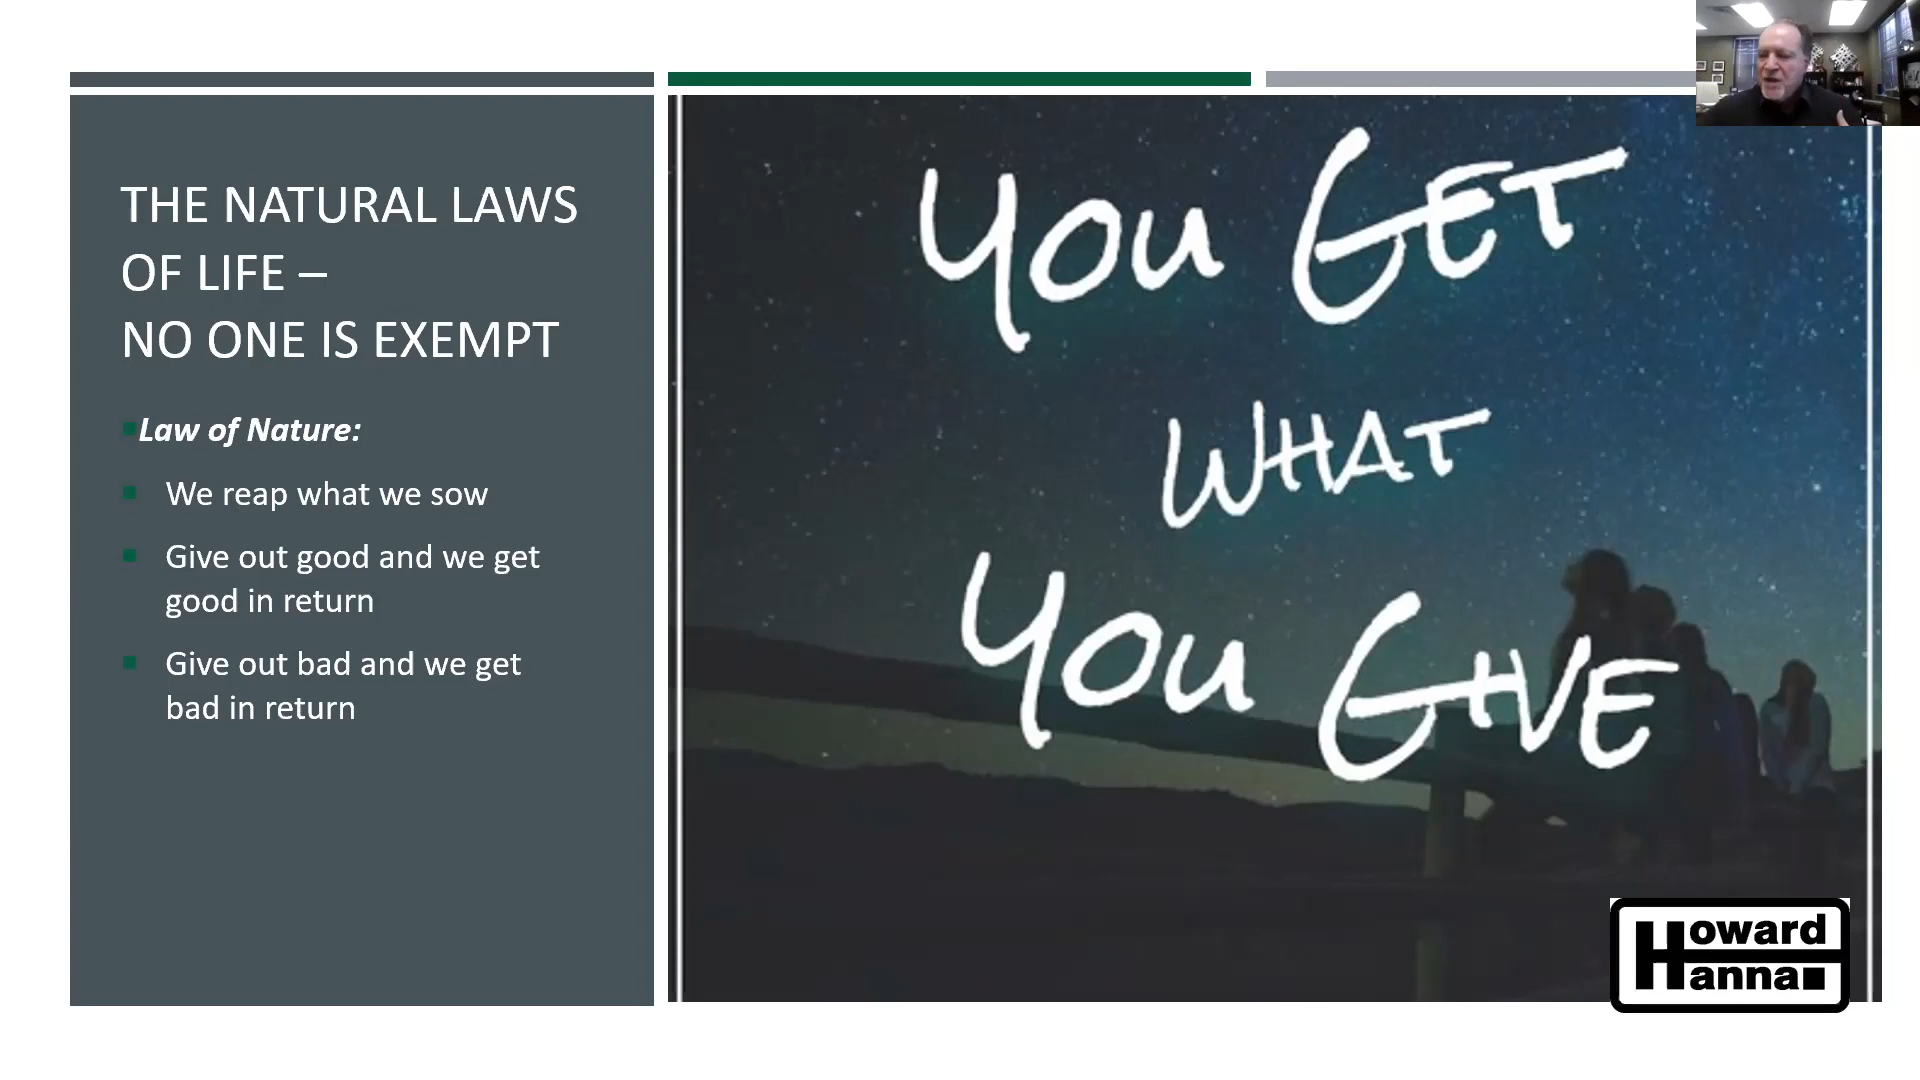 THE NATURAL LAWS
OF LIFE –
NO ONE IS EXEMPT
Law of Nature:
We reap what we sow
Give out good and we get
good in return
Give out bad and we get
bad in return
You GET
WHAT
You GIVE
Howard
Hanna